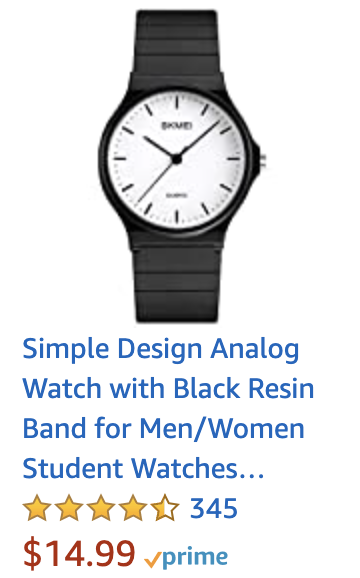 SKMEI
QUARTZ
Simple Design Analog
Watch with Black Resin
Band for Men/Women
Student Watches...
345
$14.99 prime